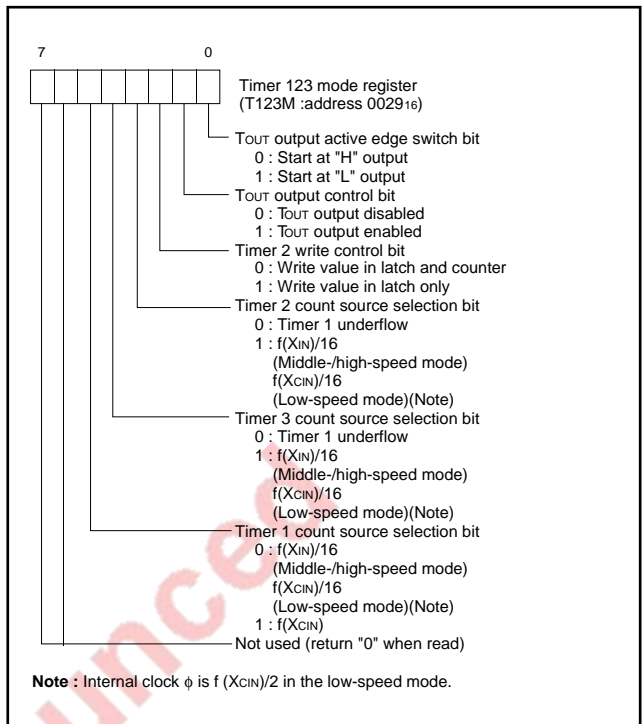 7 0
Timer 123 mode register
(T123M :address 002916)
TOUT output active edge switch bit
0 : Start at "H" output
1 : Start at "L" output
TOUT output control bit
0 : TOUT output disabled
1 : TOUT output enabled
Timer 2 write control bit
0 : Write value in latch and counter
1 : Write value in latch only
Timer 2 count source selection bit
0 : Timer 1 underflow
1 : f(XIN)/16
(Middle-/high-speed mode)
f(XCIN)/16
(Low-speed mode)(Note)
Timer 3 count source selection bit
0 : Timer 1 underflow
1 : f(XIN)/16
(Middle-/high-speed mode)
f(XCIN)/16
(Low-speed mode)(Note)
Timer 1 count source selection bit
0 : f(XIN)/16
(Middle-/high-speed mode)
f(XCIN)/16
(Low-speed mode)(Note)
1 : f(XCIN)
Not used (return "0" when read)
Note : Internal clock ϕ is f (XCIN)/2 in the low-speed mode.
unced